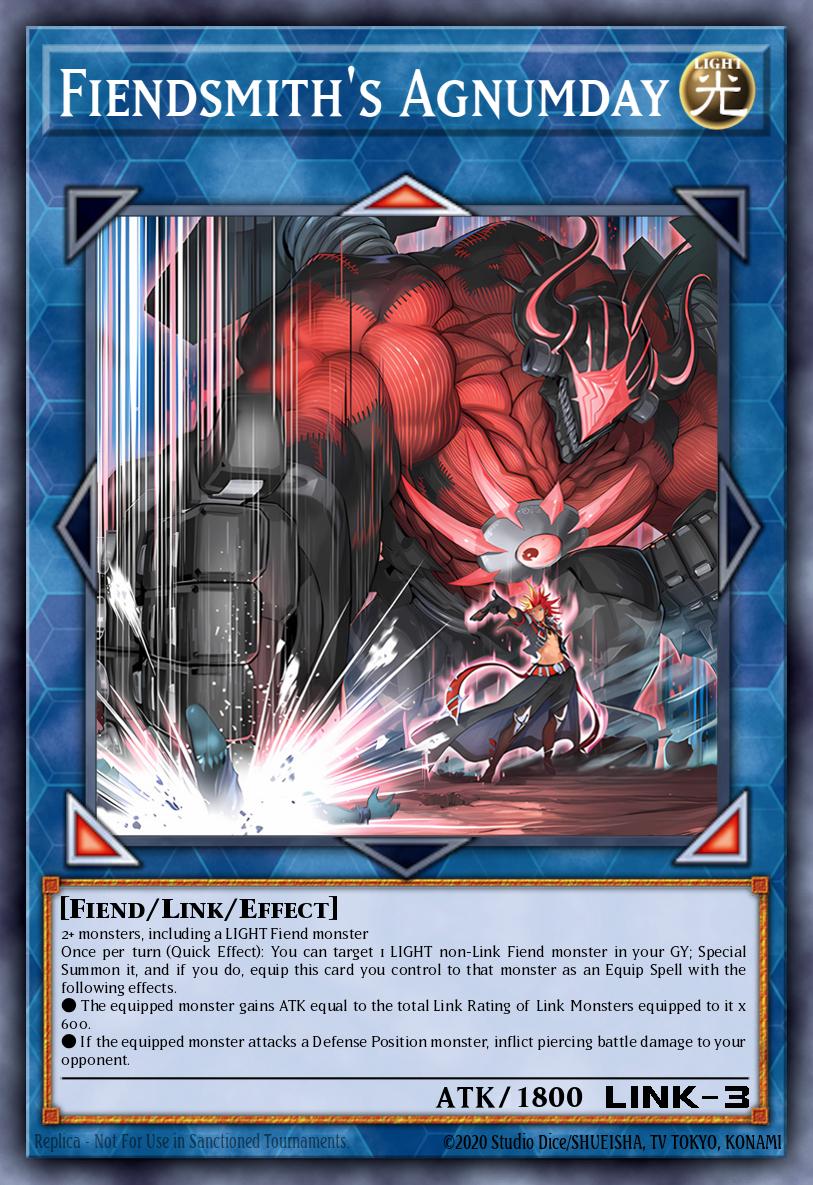 Fiendsmith's Agnumday
LIGHT
光
[Fiend/Link/Effect]
2+ monsters, including a LIGHT Fiend monster
Once per turn (Quick Effect): You can target 1 LIGHT non-Link Fiend monster in your GY; Special
Summon it, and if you do, equip this card you control to that monster as an Equip Spell with the
following effects.
● The equipped monster gains ATK equal to the total Link Rating of Link Monsters equipped to it x
600.
● If the equipped monster attacks a Defense Position monster, inflict piercing battle damage to your
opponent.
ATK/1800 LINK-3
Replica - Not For Use in Sanctioned Tournaments.
©2020 Studio Dice/SHUEISHA, TV TOKYO, KONAMI